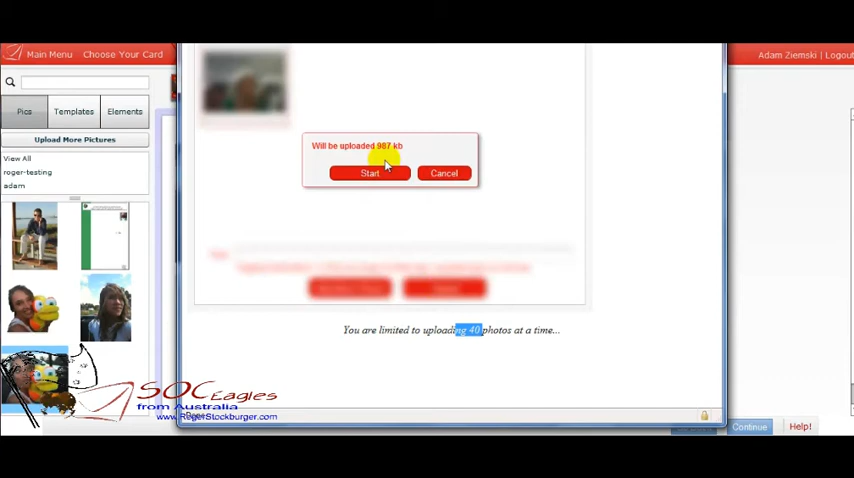 Main Menu Choose Your Card
Adam Ziemski | Logout
Pics Templates Elements
Upload More Pictures
View All
roger-testing
adam
Will be uploaded 987 kb
Start Cancel
You are limited to uploading 40 photos at a time...
SOC Eagles
from Australia
www.RogerStockburger.com
Continue Help!